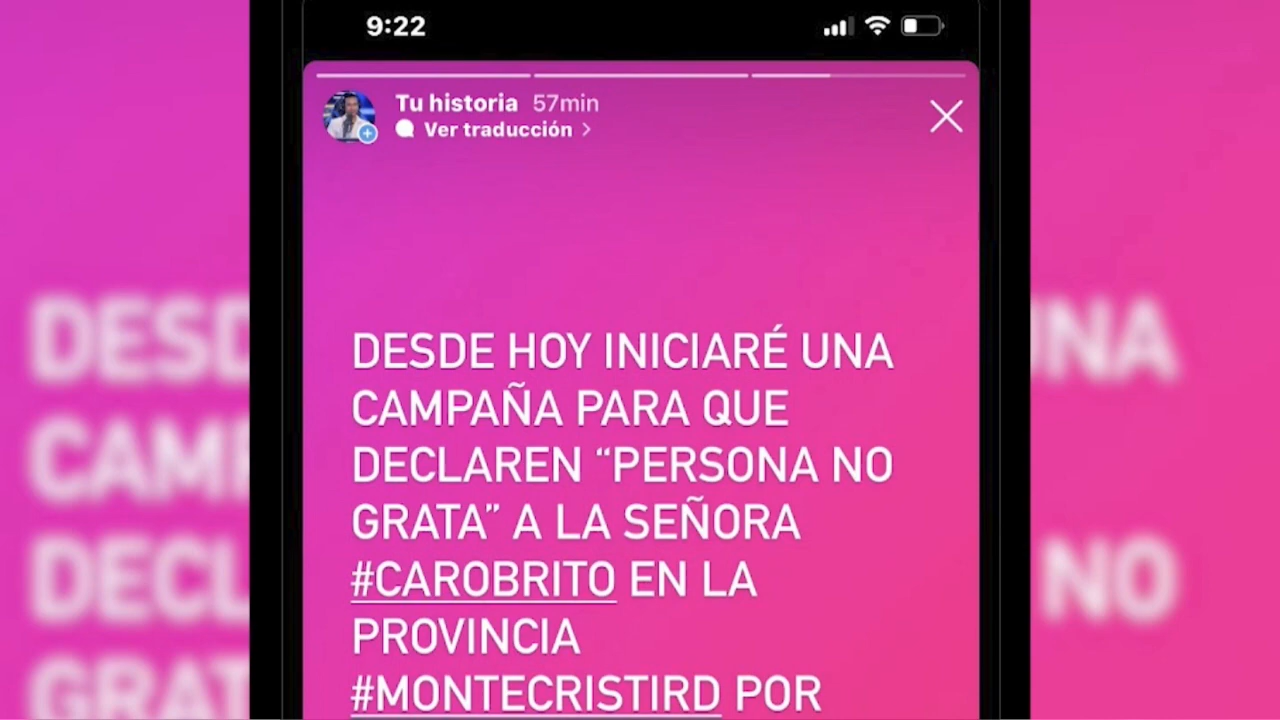 9:22
Tu historia 57min
Ver traducción >
DESDE HOY INICIARÉ UNA
CAMPAÑA PARA QUE
DECLAREN “PERSONA NO
GRATA” A LA SEÑORA
#CAROBRITO EN LA
PROVINCIA
#MONTECRISTIRD POR